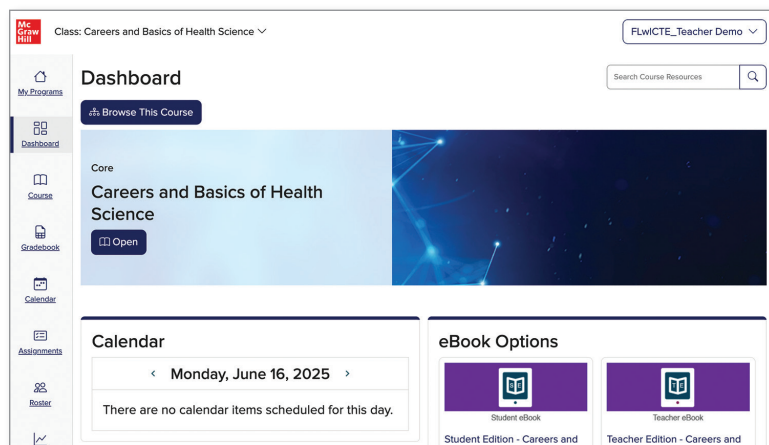 Mc
Graw
Hill
Class: Careers and Basics of Health Science
FLwICTE_Teacher Demo
My Programs
Dashboard
Course
Gradebook
Calendar
Assignments
Roster
Dashboard
Search Course Resources
Browse This Course
Core
Careers and Basics of Health
Science
Open
Calendar
Monday, June 16, 2025
There are no calendar items scheduled for this day.
eBook Options
Student eBook
Student Edition - Careers and
Teacher eBook
Teacher Edition - Careers and